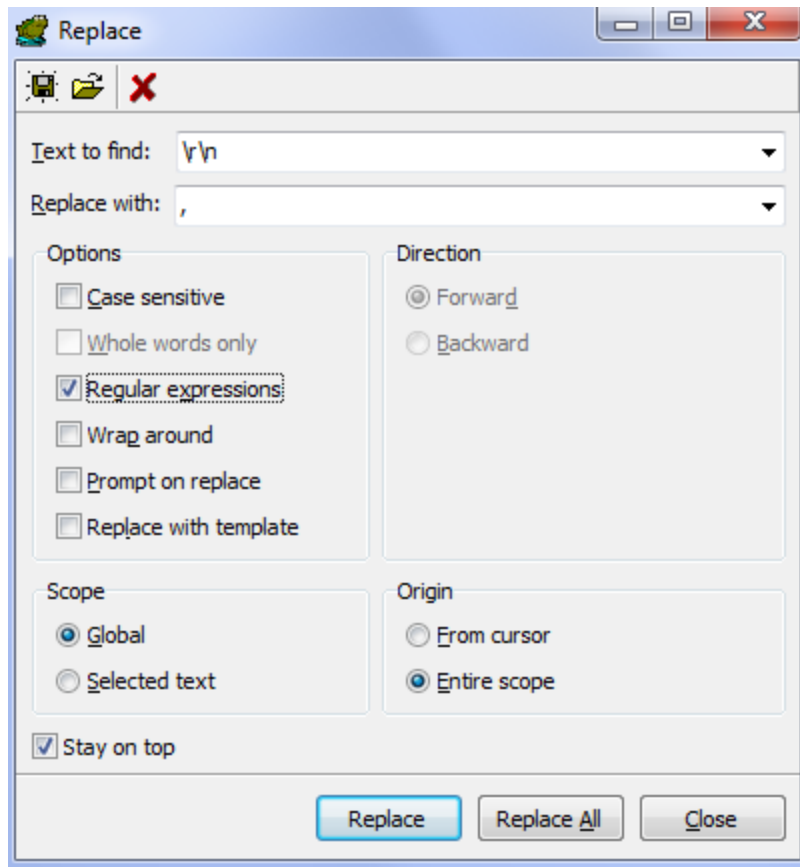 Replace
Text to find: \r\n
Replace with: ,
Options
Direction
Case sensitive
Forward
Whole words only
Backward
Regular expressions
Wrap around
Prompt on replace
Replace with template
Scope
Origin
Global
From cursor
Selected text
Entire scope
Stay on top
Replace
Replace All
Close